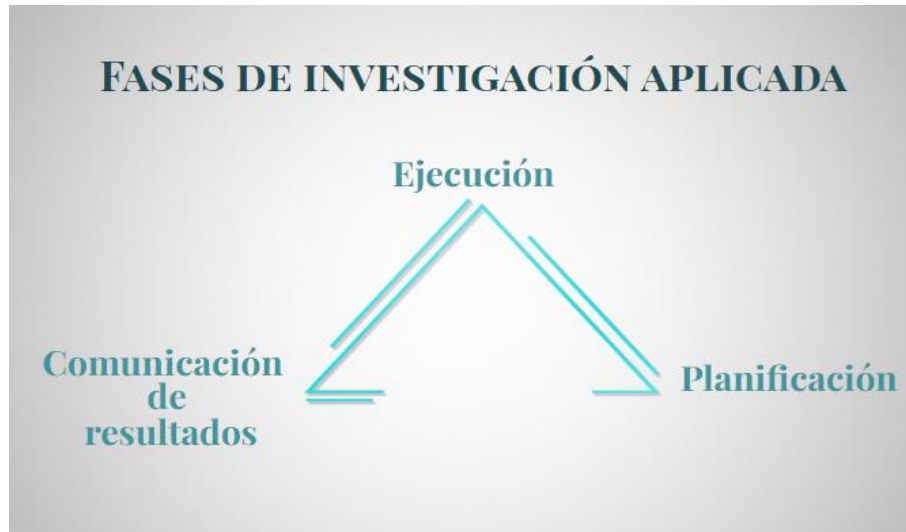 FASES DE INVESTIGACIÓN APLICADA
Ejecución
Comunicación
de
resultados
Planificación